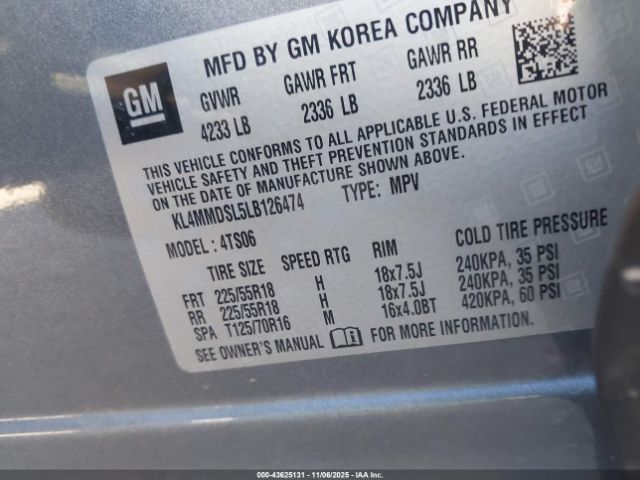 MFD BY GM KOREA COMPANY
GM
GVWR GAWR FRT GAWR RR
4233 LB 2336 LB 2336 LB
THIS VEHICLE CONFORMS TO ALL APPLICABLE U.S. FEDERAL MOTOR
VEHICLE SAFETY AND THEFT PREVENTION STANDARDS IN EFFECT
ON THE DATE OF MANUFACTURE SHOWN ABOVE.
KL4MMDSL5LB126474 TYPE: MPV
MODEL: 4TS06
TIRE SIZE SPEED RTG RIM COLD TIRE PRESSURE
FRT 225/55R18 H 18x7.5J 240KPA, 35 PSI
RR 225/55R18 H 18x7.5J 240KPA, 35 PSI
SPA T125/70R16 M 16x4.0BT 420KPA, 60 PSI
SEE OWNER'S MANUAL FOR MORE INFORMATION.
000-43625131 - 11/06/2025 - IAA Inc.